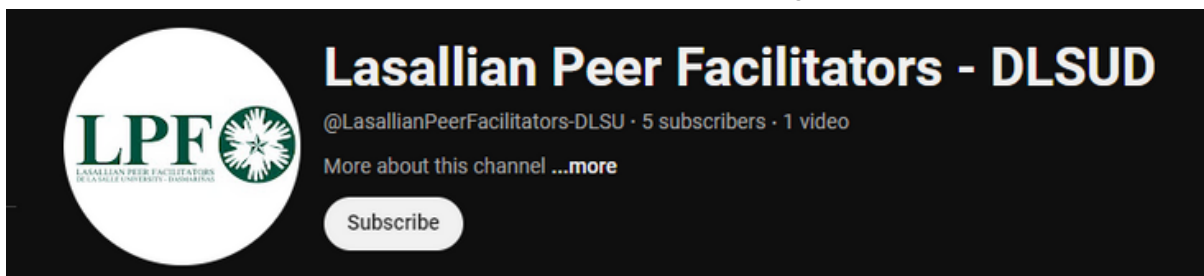 LPF
LASALLIAN PEER FACILITATORS
DE LA SALLE UNIVERSITY - DASMARIÑAS
Lasallian Peer Facilitators - DLSUD
@LasallianPeerFacilitators-DLSU · 5 subscribers · 1 video
More about this channel ...more
Subscribe